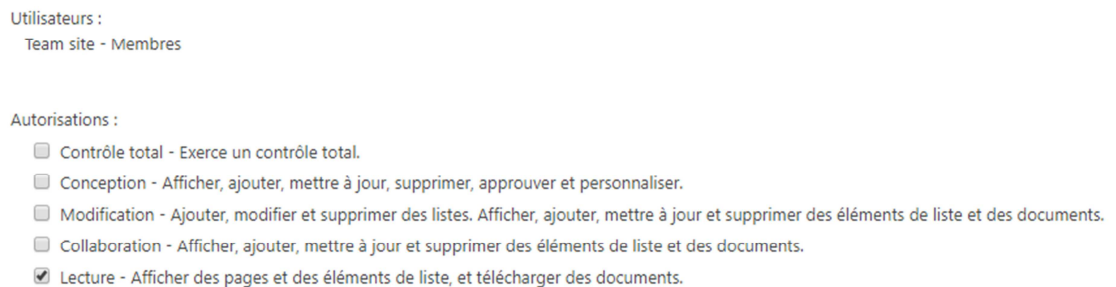 Utilisateurs :
Team site - Membres
Autorisations :
Contrôle total - Exerce un contrôle total.
Conception - Afficher, ajouter, mettre à jour, supprimer, approuver et personnaliser.
Modification - Ajouter, modifier et supprimer des listes. Afficher, ajouter, mettre à jour et supprimer des éléments de liste et des documents.
Collaboration - Afficher, ajouter, mettre à jour et supprimer des éléments de liste et des documents.
Lecture - Afficher des pages et des éléments de liste, et télécharger des documents.